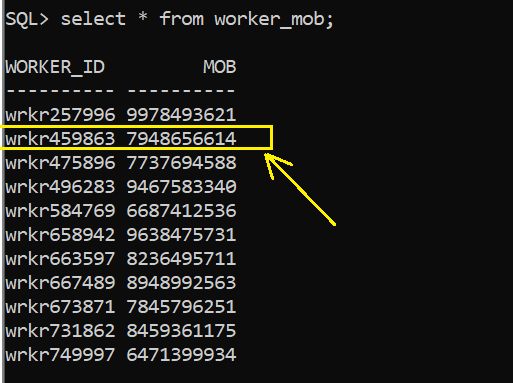 SQL> select * from worker_mob;
WORKER_ID MOB
---------- ----------
wrkr257996 9978493621
wrkr459863 7948656614
wrkr475896 7737694588
wrkr496283 9467583340
wrkr584769 6687412536
wrkr658942 9638475731
wrkr663597 8236495711
wrkr667489 8948992563
wrkr673871 7845796251
wrkr731862 8459361175
wrkr749997 6471399934